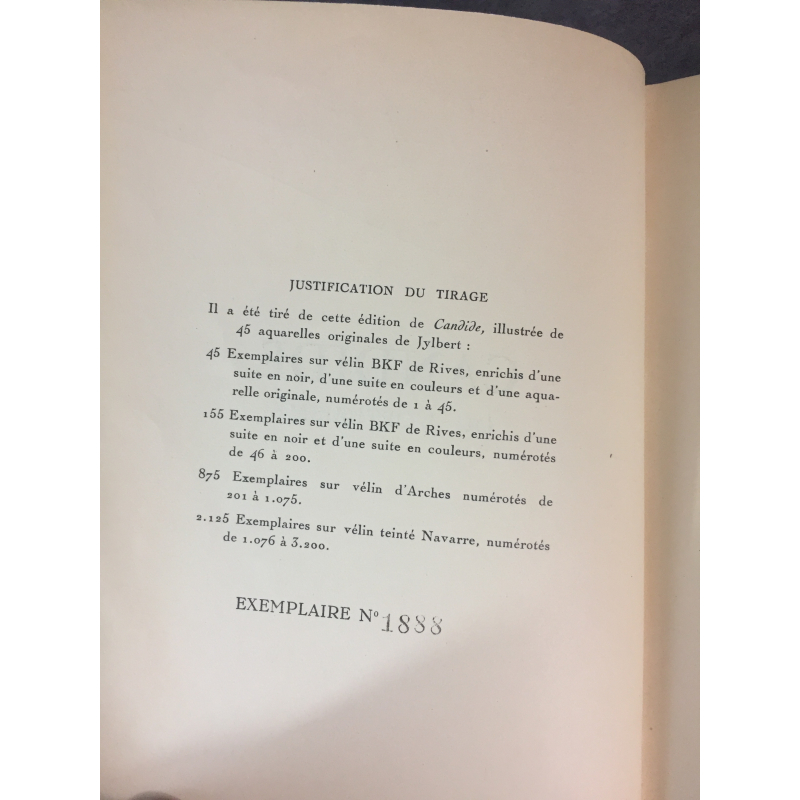 JUSTIFICATION DU TIRAGE
Il a été tiré de cette édition de Candide, illustrée de
45 aquarelles originales de Jylbert :
45 Exemplaires sur vélin BKF de Rives, enrichis d'une
suite en noir, d'une suite en couleurs et d'une aqua-
relle originale, numérotés de 1 à 45.
155 Exemplaires sur vélin BKF de Rives, enrichis d'une
suite en noir et d'une suite en couleurs, numérotés
de 46 à 200.
875 Exemplaires sur vélin d'Arches numérotés de
201 à 1.075.
2.125 Exemplaires sur vélin teinté Navarre, numérotés
de 1.076 à 3.200.
EXEMPLAIRE Nº 1888